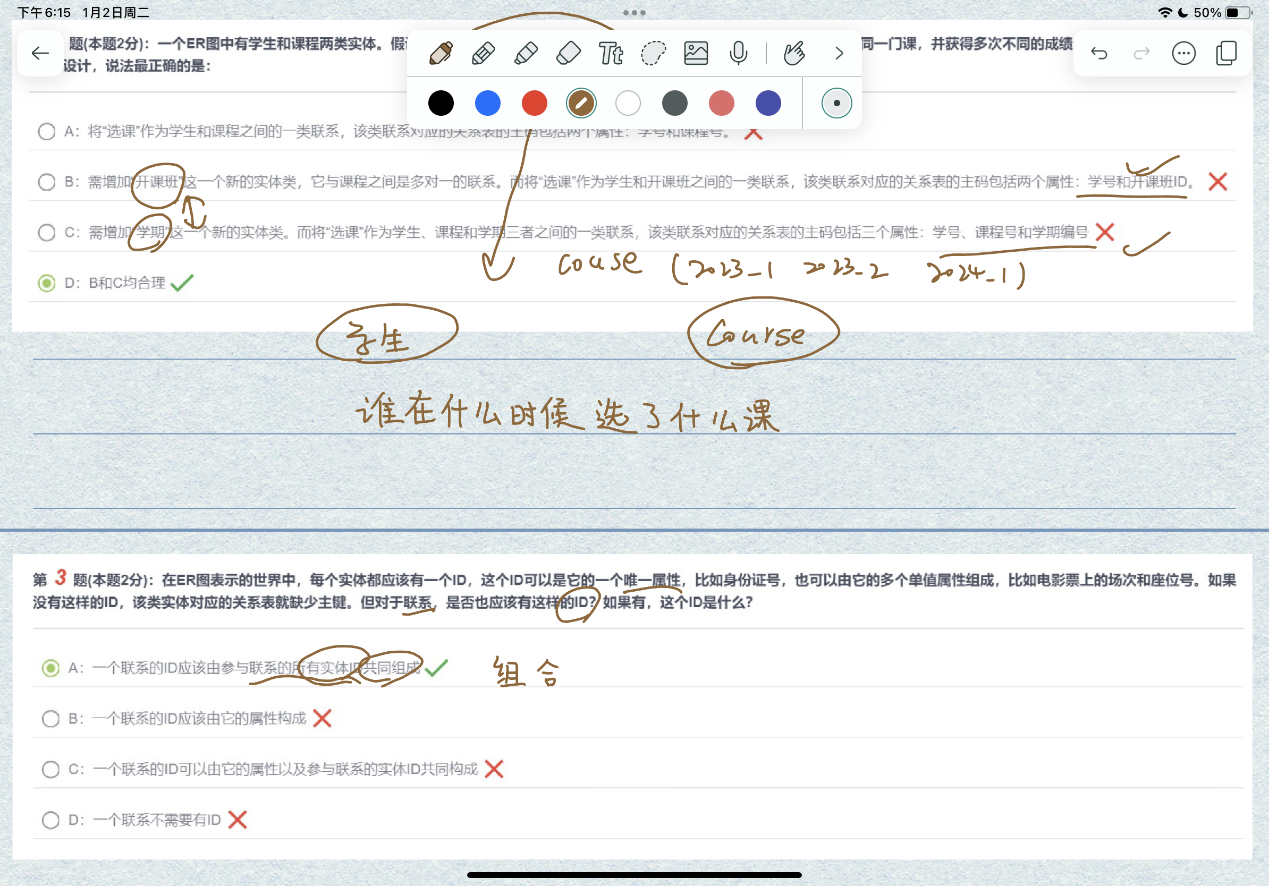 下午6:15 1月2日周二
50%
题(本题2分)：一个ER图中有学生和课程两类实体。假 同一门课，并获得多次不同的成绩
设计，说法最正确的是：
Tt
A：将“选课”作为学生和课程之间的一类联系，该类联系对应的关系表的主码包括两个属性：学号和课程号。
B：需增加“开课班”这一个新的实体类，它与课程之间是多对一的联系。而将“选课”作为学生和开课班之间的一类联系，该类联系对应的关系表的主码包括两个属性：学号和开课班ID。
C：需增加“学期”这一个新的实体类。而将“选课”作为学生、课程和学期三者之间的一类联系，该类联系对应的关系表的主码包括三个属性：学号、课程号和学期编号
couse (2023_1 2023_2 2024_1)
D：B和C均合理
学生 Course
谁在什么时候选了什么课
第3题(本题2分)：在ER图表示的世界中，每个实体都应该有一个ID，这个ID可以是它的一个唯一属性，比如身份证号，也可以由它的多个单值属性组成，比如电影票上的场次和座位号。如果
没有这样的ID，该类实体对应的关系表就缺少主键。但对于联系，是否也应该有这样的ID？如果有，这个ID是什么？
A：一个联系的ID应该由参与联系的所有实体ID共同组成 组合
B：一个联系的ID应该由它的属性构成
C：一个联系的ID可以由它的属性以及参与联系的实体ID共同构成
D：一个联系不需要有ID